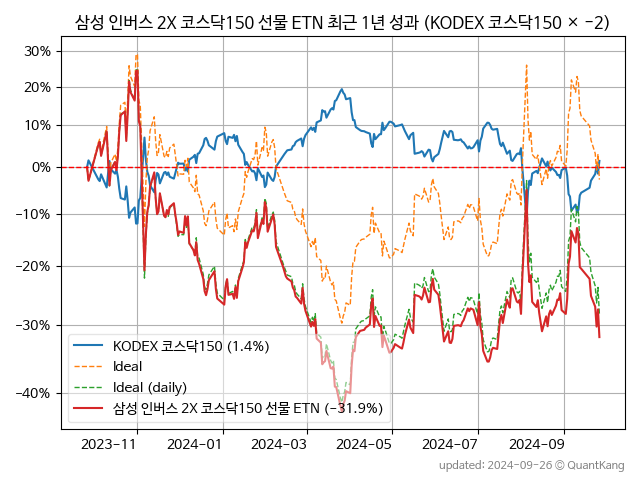 삼성 인버스 2X 코스닥150 선물 ETN 최근 1년 성과 (KODEX 코스닥150 × −2)
30%
20%
10%
0%
−10%
−20%
−30%
−40%
KODEX 코스닥150 (1.4%)
Ideal
Ideal (daily)
삼성 인버스 2X 코스닥150 선물 ETN (−31.9%)
2023-11
2024-01
2024-03
2024-05
2024-07
2024-09
updated: 2024-09-26 © QuantKang